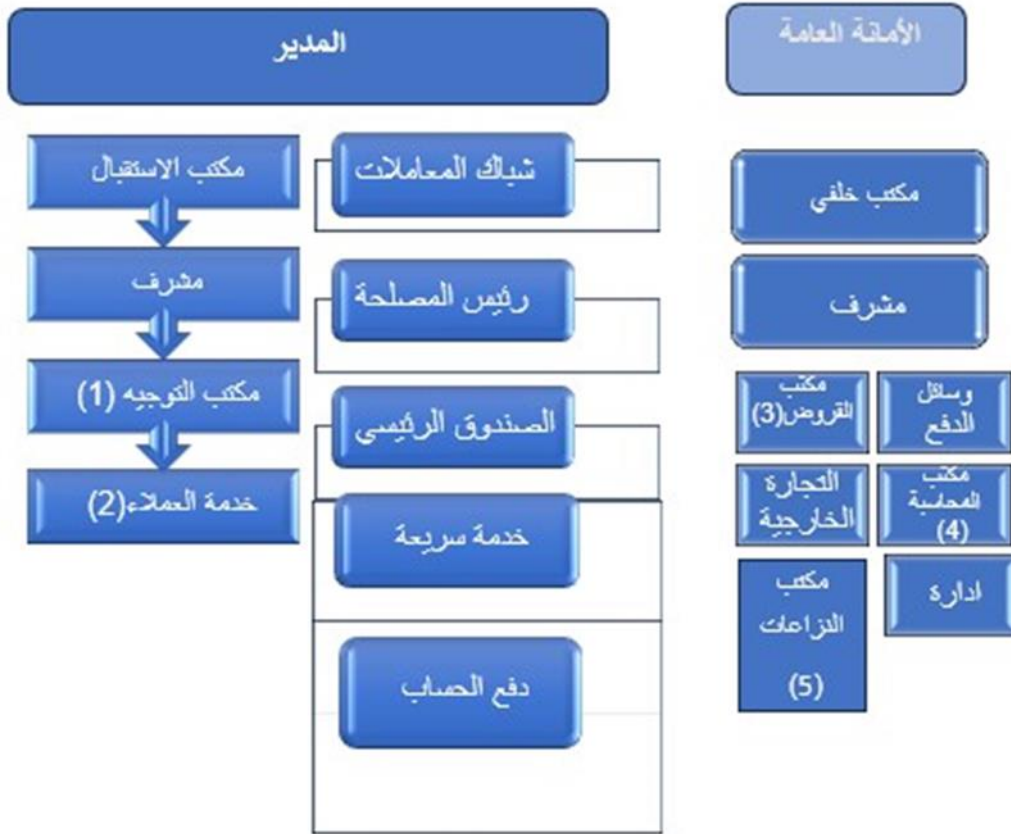 المدير
الأمانة العامة
مكتب الاستقبال
مشرف
مكتب التوجيه (1)
خدمة العملاء(2)
شباك المعاملات
رئيس المصلحة
الصندوق الرئيسي
خدمة سريعة
دفع الحساب
مكتب خلفي
مشرف
وسائل
الدفع
مكتب
القروض(3)
مكتب
المحاسبة
(4)
التجارة
الخارجية
ادارة
مكتب
النزاعات
(5)